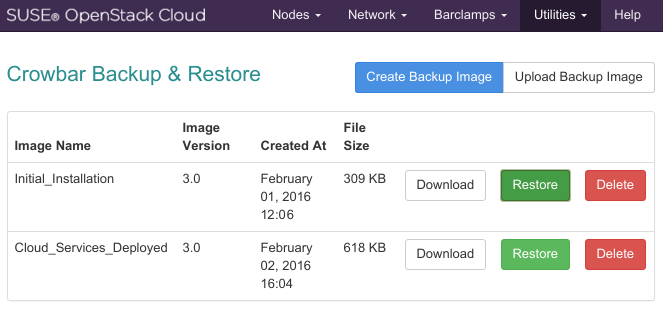 SUSE® OpenStack Cloud Nodes Network Barclamps Utilities Help
Crowbar Backup & Restore Create Backup Image Upload Backup Image
Image Name Image Version Created At File Size
Initial_Installation 3.0 February 01, 2016 12:06 309 KB Download Restore Delete
Cloud_Services_Deployed 3.0 February 02, 2016 16:04 618 KB Download Restore Delete